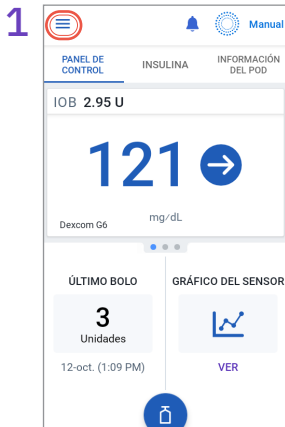 1
Manual
PANEL DE CONTROL
INSULINA
INFORMACIÓN DEL POD
IOB 2.95 U
121
mg/dL
Dexcom G6
ÚLTIMO BOLO
GRÁFICO DEL SENSOR
3
Unidades
12-oct. (1:09 PM)
VER